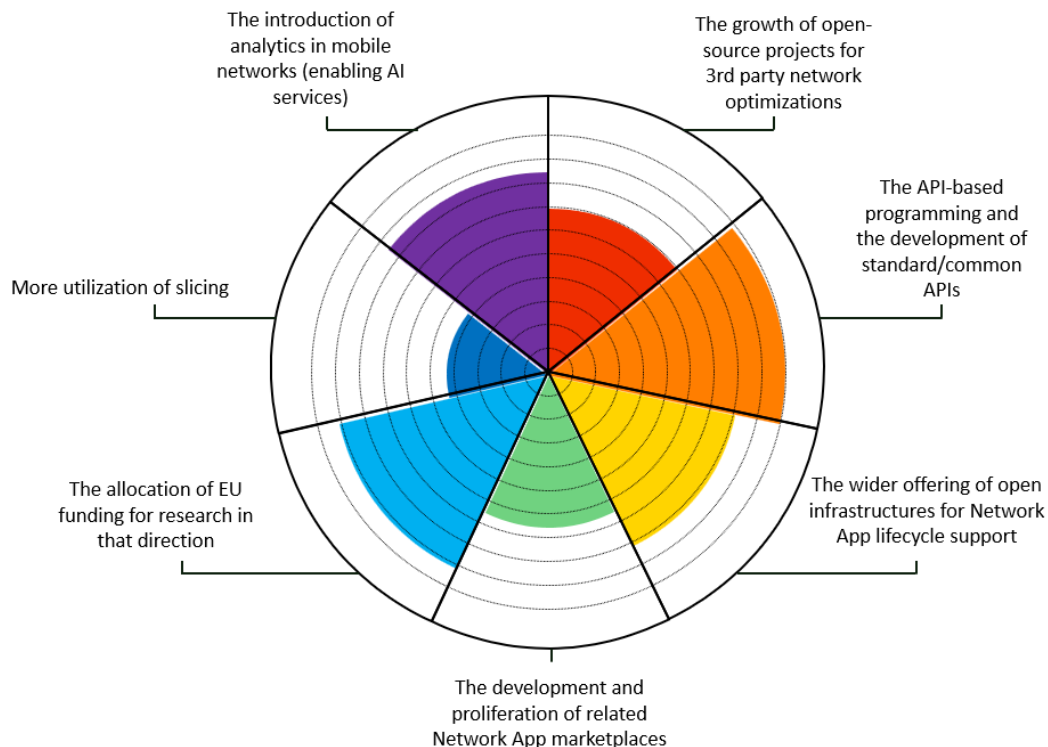 The introduction of
analytics in mobile
networks (enabling AI
services)
The growth of open-
source projects for
3rd party network
optimizations
The API-based
programming and
the development of
standard/common
APIs
More utilization of slicing
The allocation of EU
funding for research in
that direction
The wider offering of open
infrastructures for Network
App lifecycle support
The development and
proliferation of related
Network App marketplaces